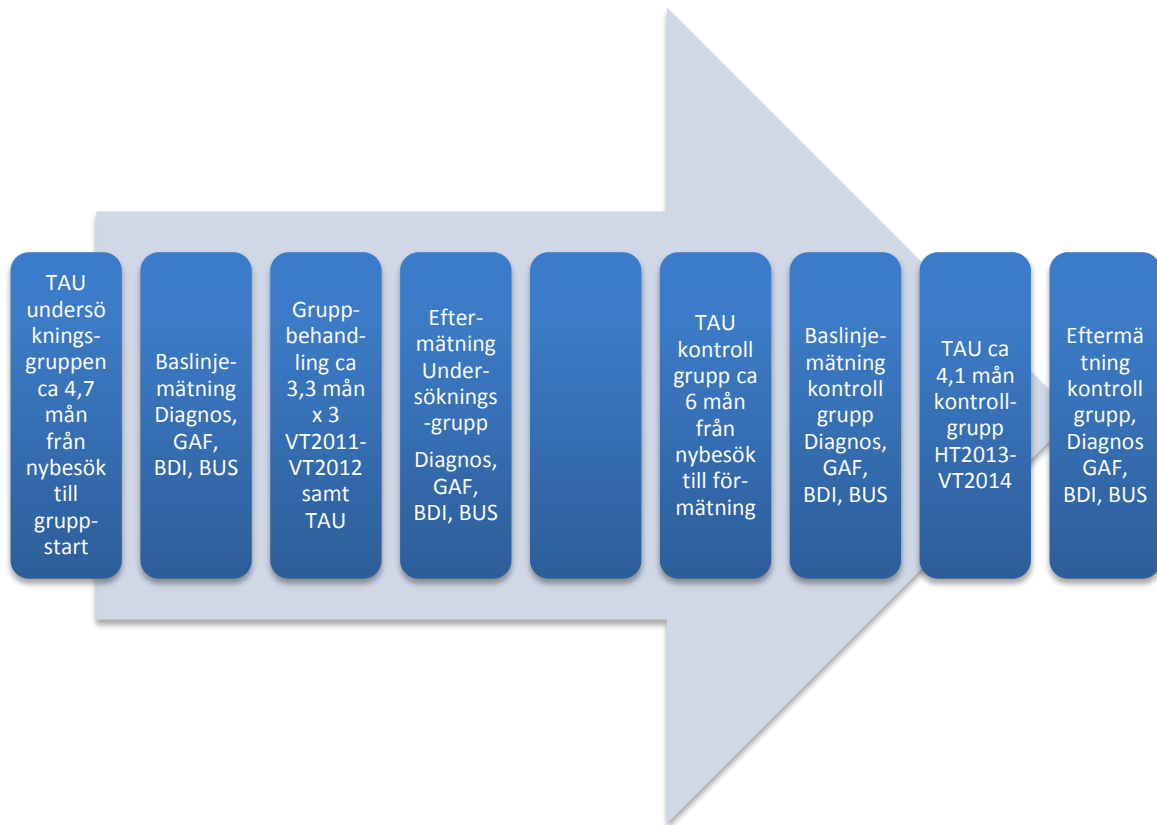 TAU
undersö
knings-
gruppen
ca 4,7
mån
från
nybesök
till
grupp-
start
Baslinje-
mätning
Diagnos,
GAF,
BDI, BUS
Grupp-
behand-
ling ca
3,3 mån
x 3
VT2011-
VT2012
samt
TAU
Efter-
mätning
Under-
söknings
-grupp
Diagnos,
GAF,
BDI, BUS
TAU
kontroll
grupp ca
6 mån
från
nybesök
till för-
mätning
Baslinje-
mätning
kontroll
grupp
Diagnos,
GAF,
BDI, BUS
TAU ca
4,1 mån
kontroll-
grupp
HT2013-
VT2014
Eftermä
tning
kontroll
grupp,
Diagnos
GAF,
BDI, BUS